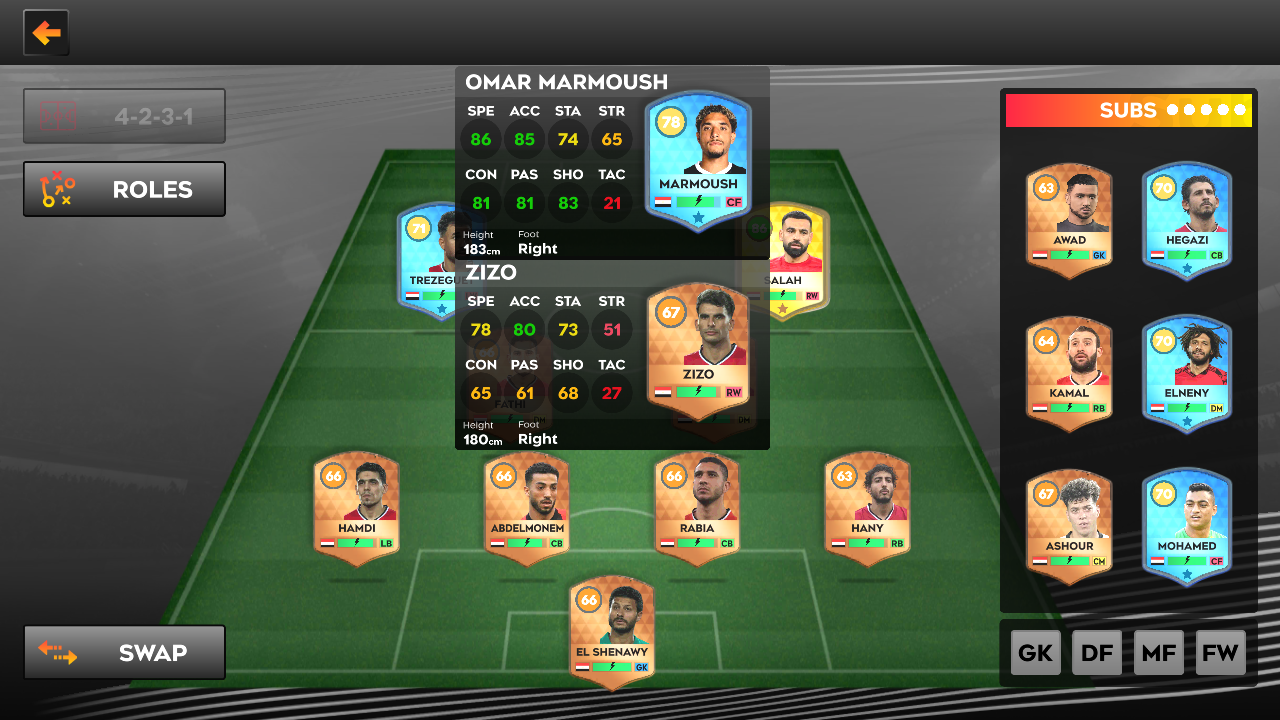 4-2-3-1
ROLES
SWAP
OMAR MARMOUSH
SPE ACC STA STR
86 85 74 65
CON PAS SHO TAC
81 81 83 21
Height Foot
183cm Right
78
MARMOUSH
CF
ZIZO
SPE ACC STA STR
78 80 73 51
CON PAS SHO TAC
65 61 68 27
Height Foot
180cm Right
67
ZIZO
RW
71
TREZEGUET
86
SALAH
RW
FATHI
DM
DM
66
HAMDI
LB
66
ABDELMONEM
CB
66
RABIA
CB
63
HANY
RB
66
EL SHENAWY
GK
SUBS
63
AWAD
GK
70
HEGAZI
CB
64
KAMAL
RB
70
ELNENY
DM
67
ASHOUR
CM
70
MOHAMED
CF
GK DF MF FW